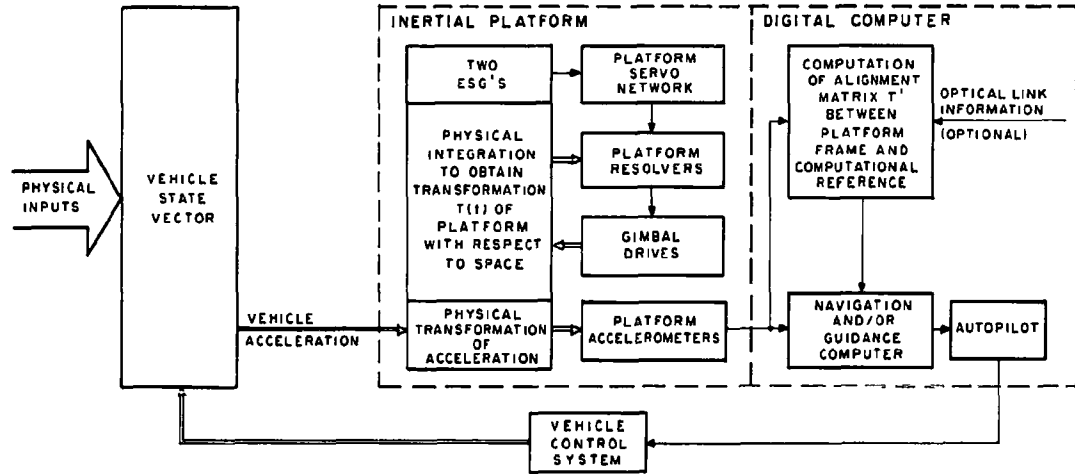 INERTIAL PLATFORM
DIGITAL COMPUTER
PHYSICAL
INPUTS
VEHICLE
STATE
VECTOR
VEHICLE
ACCELERATION
TWO
ESG'S
PHYSICAL
INTEGRATION
TO OBTAIN
TRANSFORMATION
T(t) OF
PLATFORM
WITH RESPECT
TO SPACE
PHYSICAL
TRANSFORMATION
OF
ACCELERATION
PLATFORM
SERVO
NETWORK
PLATFORM
RESOLVERS
GIMBAL
DRIVES
PLATFORM
ACCELEROMETERS
COMPUTATION
OF ALIGNMENT
MATRIX T'
BETWEEN
PLATFORM
FRAME AND
COMPUTATIONAL
REFERENCE
OPTICAL LINK
INFORMATION
(OPTIONAL)
NAVIGATION
AND/OR
GUIDANCE
COMPUTER
AUTOPILOT
VEHICLE
CONTROL
SYSTEM